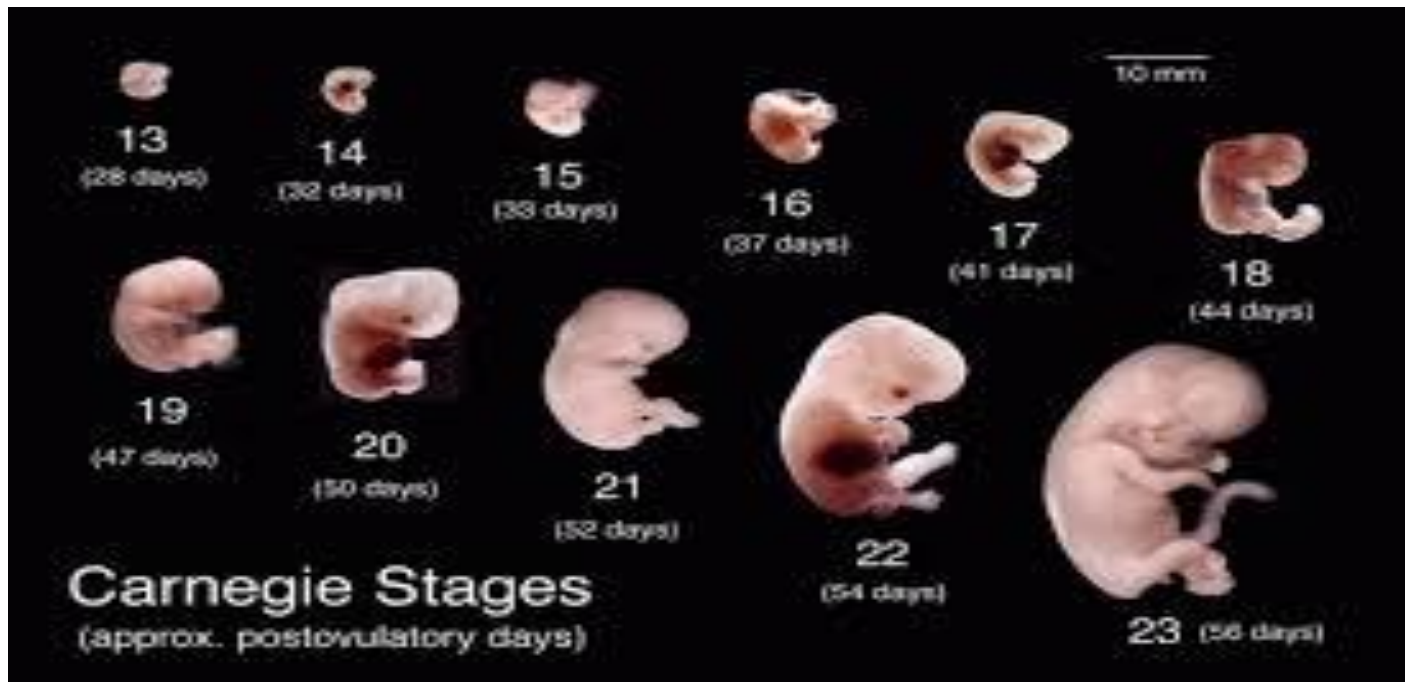 10 mm
13
(28 days)
14
(32 days)
15
(33 days)
16
(37 days)
17
(41 days)
18
(44 days)
19
(47 days)
20
(50 days)
21
(52 days)
22
(54 days)
23 (56 days)
Carnegie Stages
(approx. postovulatory days)